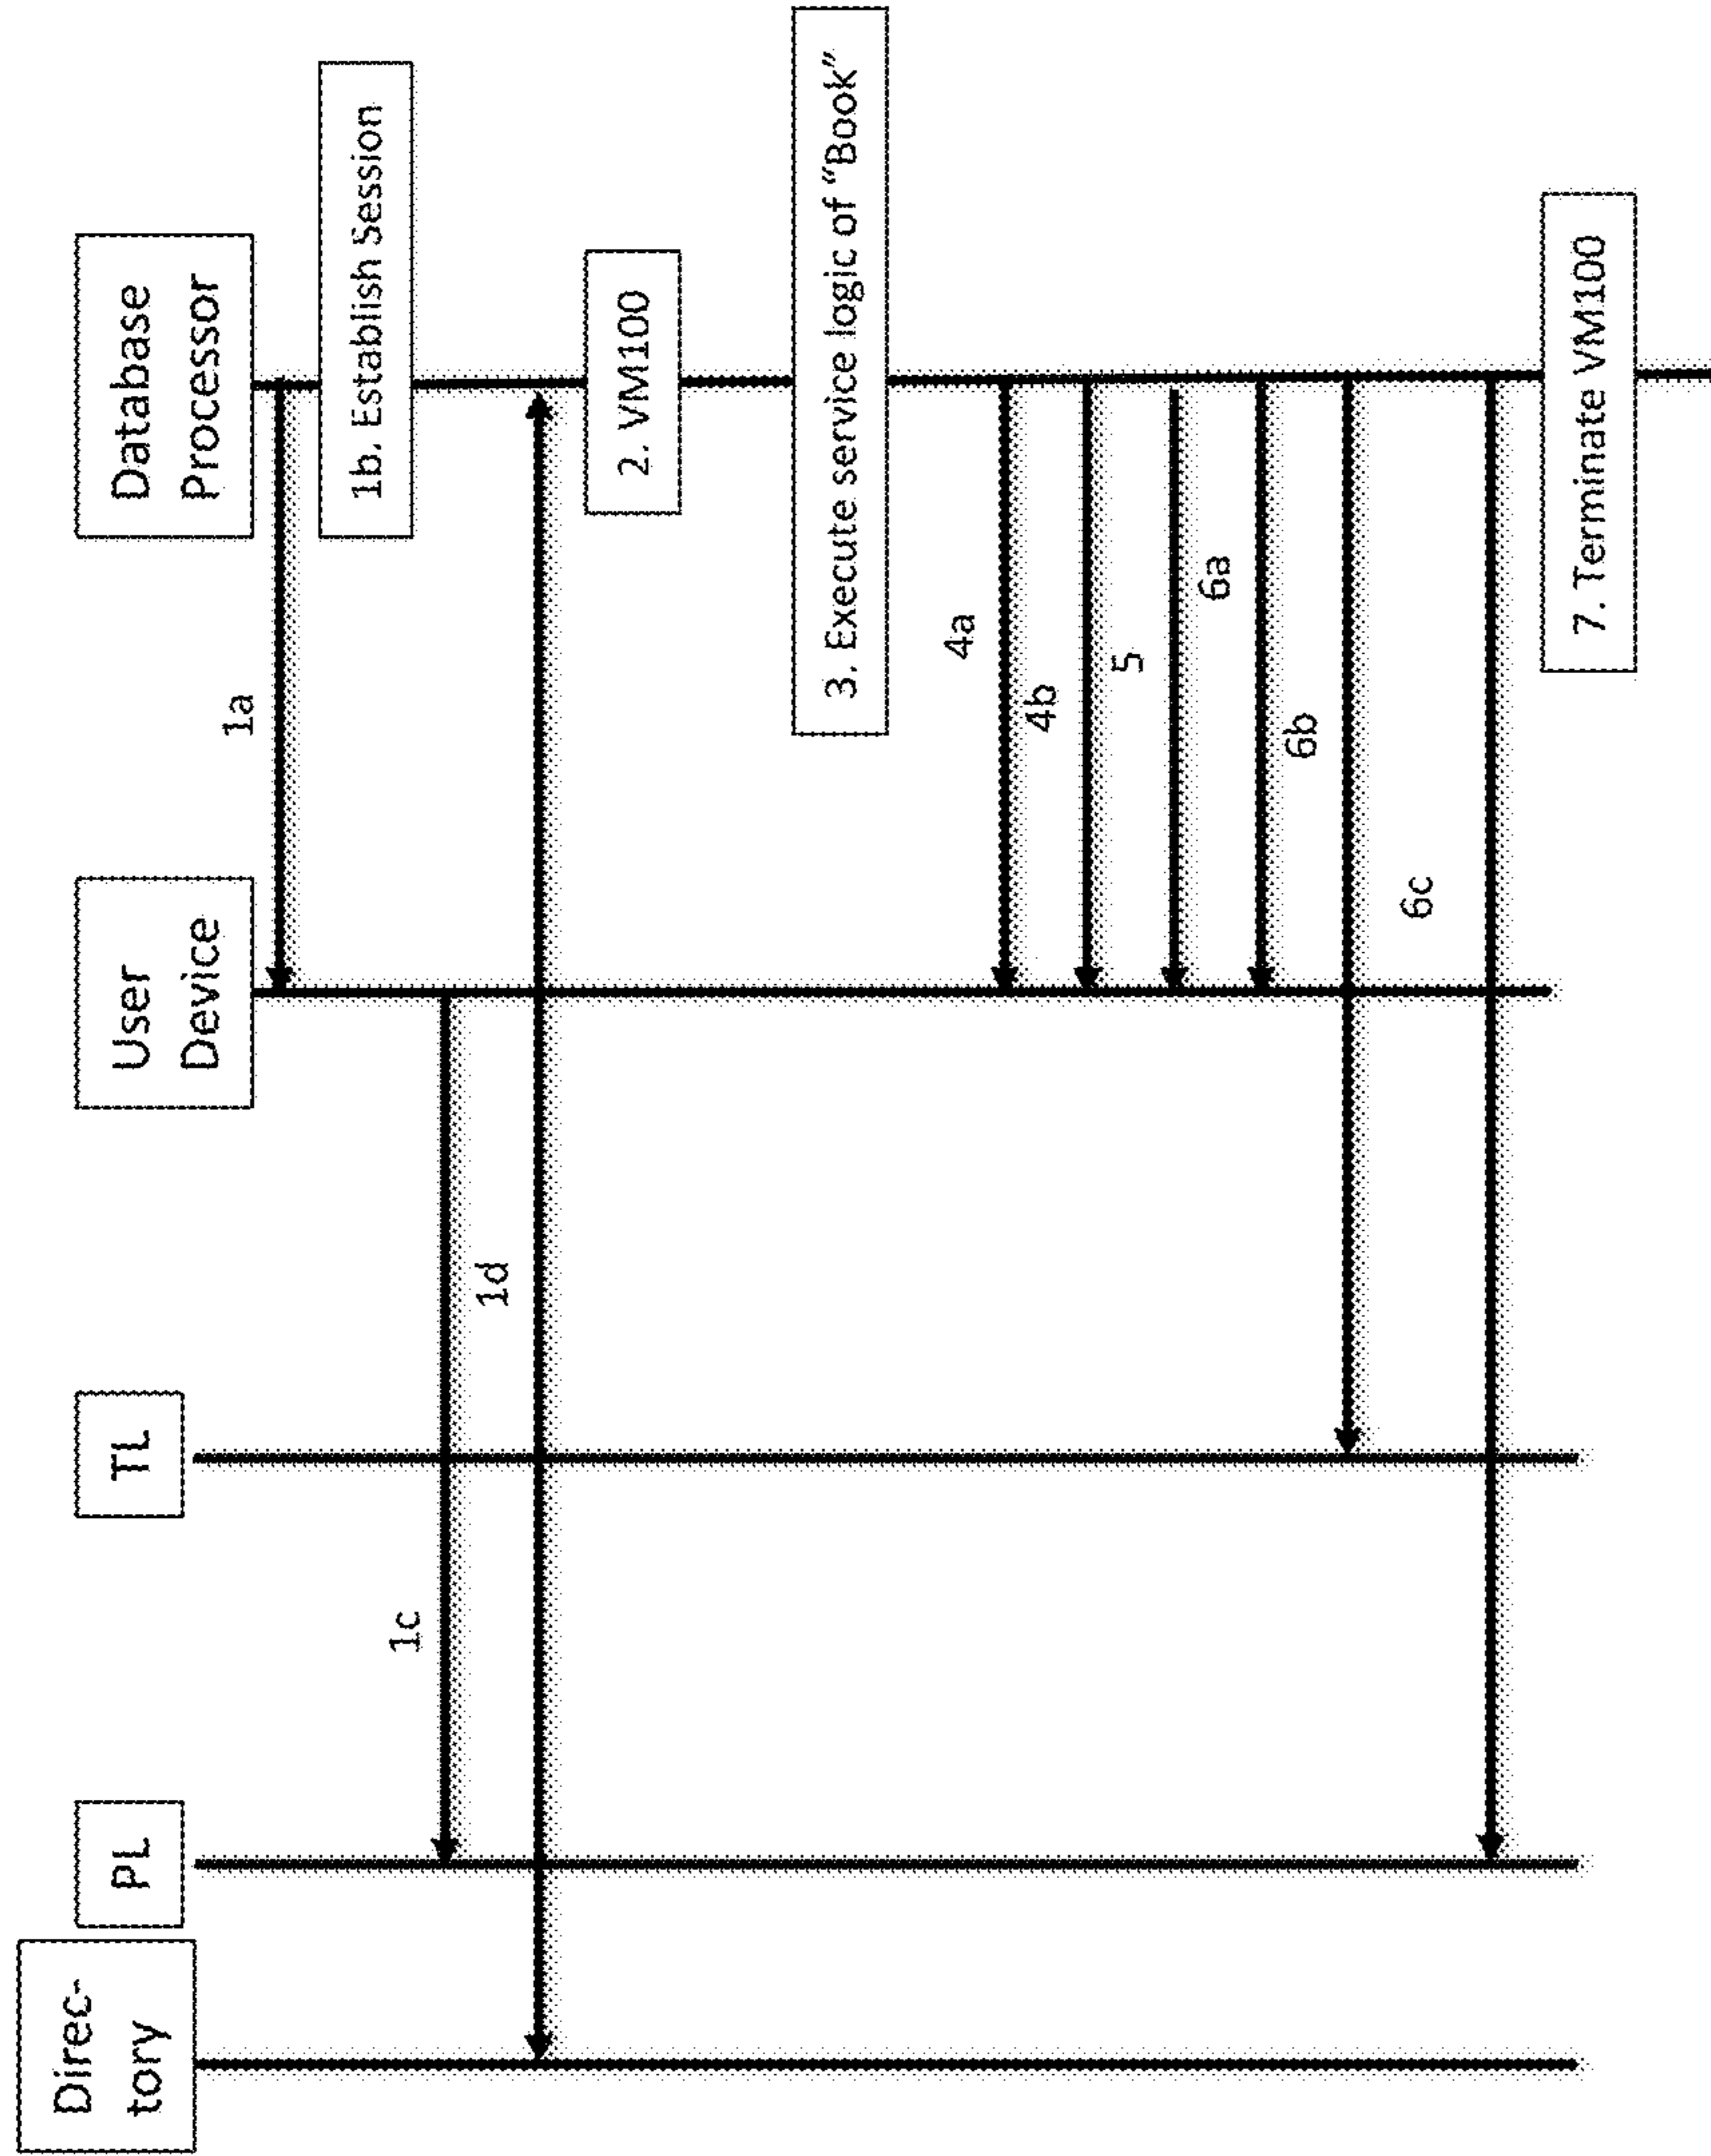 Direc-
tory
PL
TL
User
Device
Database
Processor
1a
1b. Establish Session
1c
1d
2. VM100
3. Execute service logic of “Book”
4a
4b
5
6a
6b
6c
7. Terminate VM100